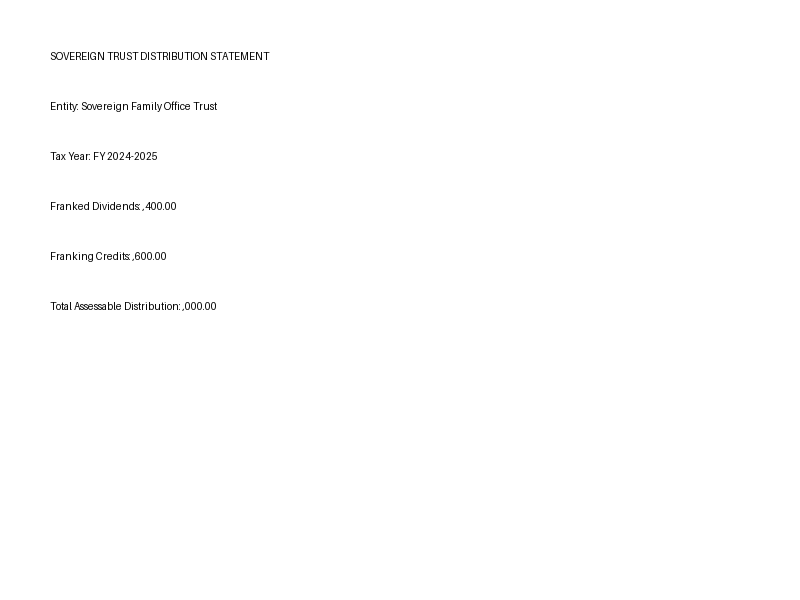 SOVEREIGN TRUST DISTRIBUTION STATEMENT
Entity: Sovereign Family Office Trust
Tax Year: FY 2024-2025
Franked Dividends: ,400.00
Franking Credits: ,600.00
Total Assessable Distribution: ,000.00